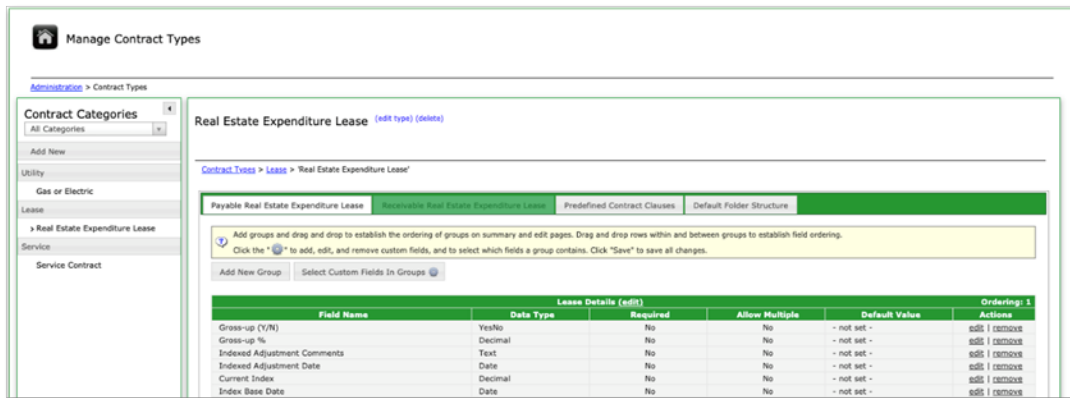 Manage Contract Types
Administration > Contract Types
Contract Categories
All Categories
Add New
Utility
Gas or Electric
Lease
Real Estate Expenditure Lease
Service
Service Contract
Real Estate Expenditure Lease (edit type) (delete)
Contract Types > Lease > 'Real Estate Expenditure Lease'
Payable Real Estate Expenditure Lease Receivable Real Estate Expenditure Lease Predefined Contract Clauses Default Folder Structure
Add groups and drag and drop to establish the ordering of groups on summary and edit pages. Drag and drop rows within and between groups to establish field ordering.
Click the " " to add, edit, and remove custom fields, and to select which fields a group contains. Click "Save" to save all changes.
Add New Group Select Custom Fields In Groups
Lease Details (edit) Ordering: 1
Field Name Data Type Required Allow Multiple Default Value Actions
Gross-up (Y/N) YesNo No No - not set - edit | remove
Gross-up % Decimal No No - not set - edit | remove
Indexed Adjustment Comments Text No No - not set - edit | remove
Indexed Adjustment Date Date No No - not set - edit | remove
Current Index Decimal No No - not set - edit | remove
Index Base Date Date No No - not set - edit | remove